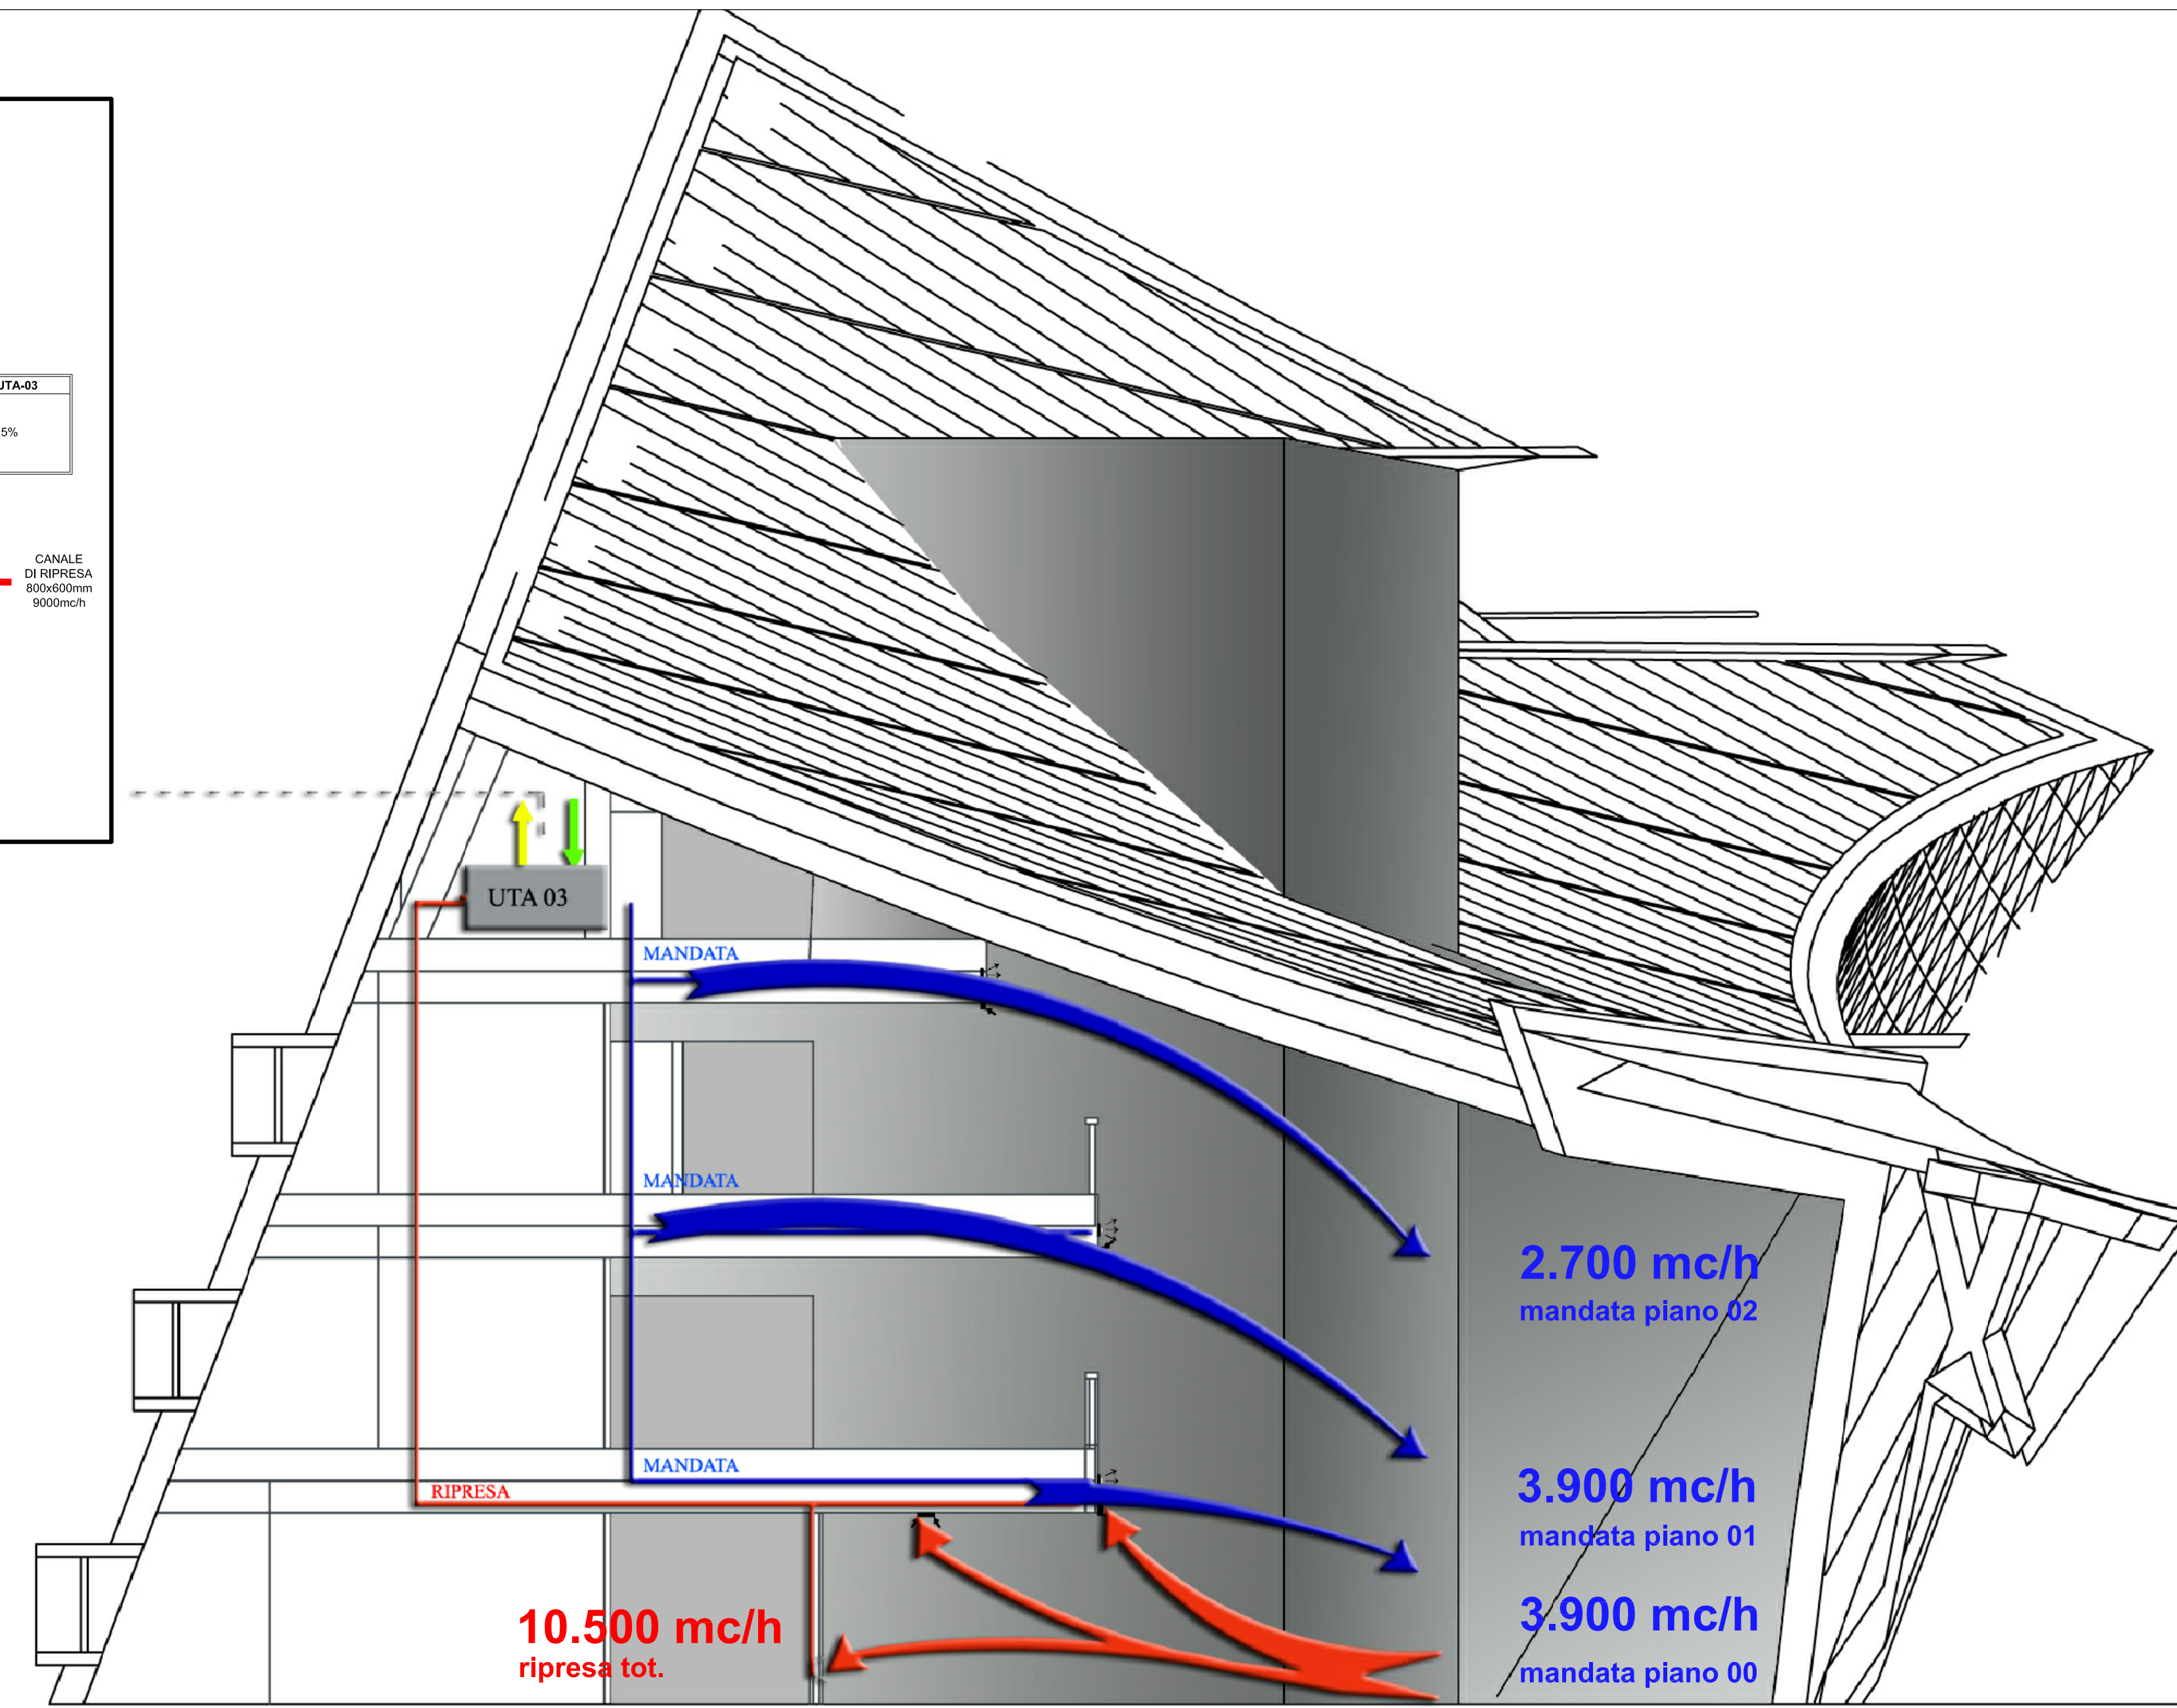 JTA-03
5%
CANALE
DI RIPRESA
800x600mm
9000mc/h
UTA 03
MANDATA
MANDATA
2.700 mc/h
mandata piano 02
MANDATA
RIPRESA
3.900 mc/h
mandata piano 01
3.900 mc/h
mandata piano 00
10.500 mc/h
ripresa tot.